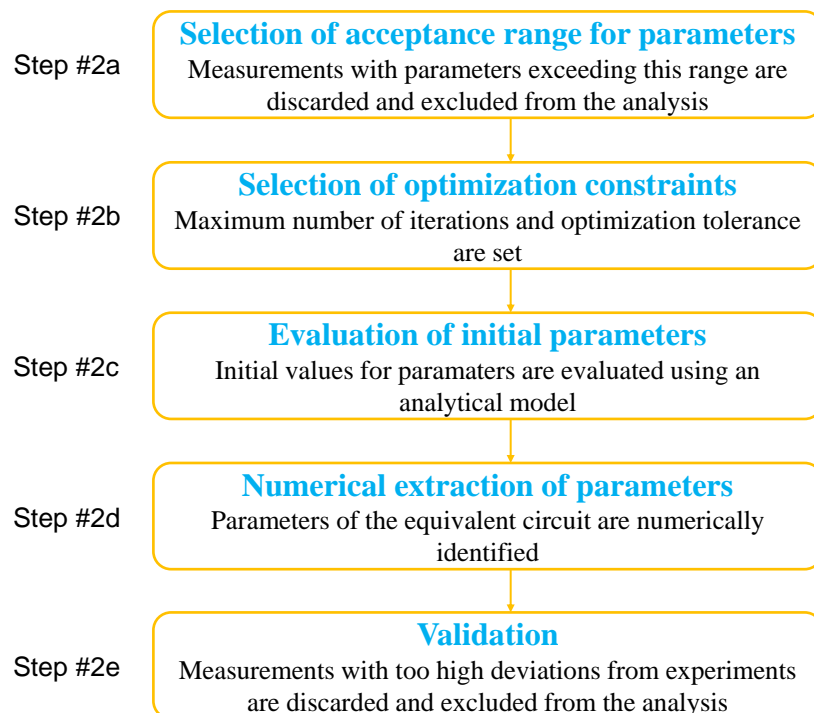 Selection of acceptance range for parameters
Step #2a
Measurements with parameters exceeding this range are
discarded and excluded from the analysis
Selection of optimization constraints
Step #2b
Maximum number of iterations and optimization tolerance
are set
Evaluation of initial parameters
Step #2c
Initial values for paramaters are evaluated using an
analytical model
Numerical extraction of parameters
Step #2d
Parameters of the equivalent circuit are numerically
identified
Validation
Step #2e
Measurements with too high deviations from experiments
are discarded and excluded from the analysis